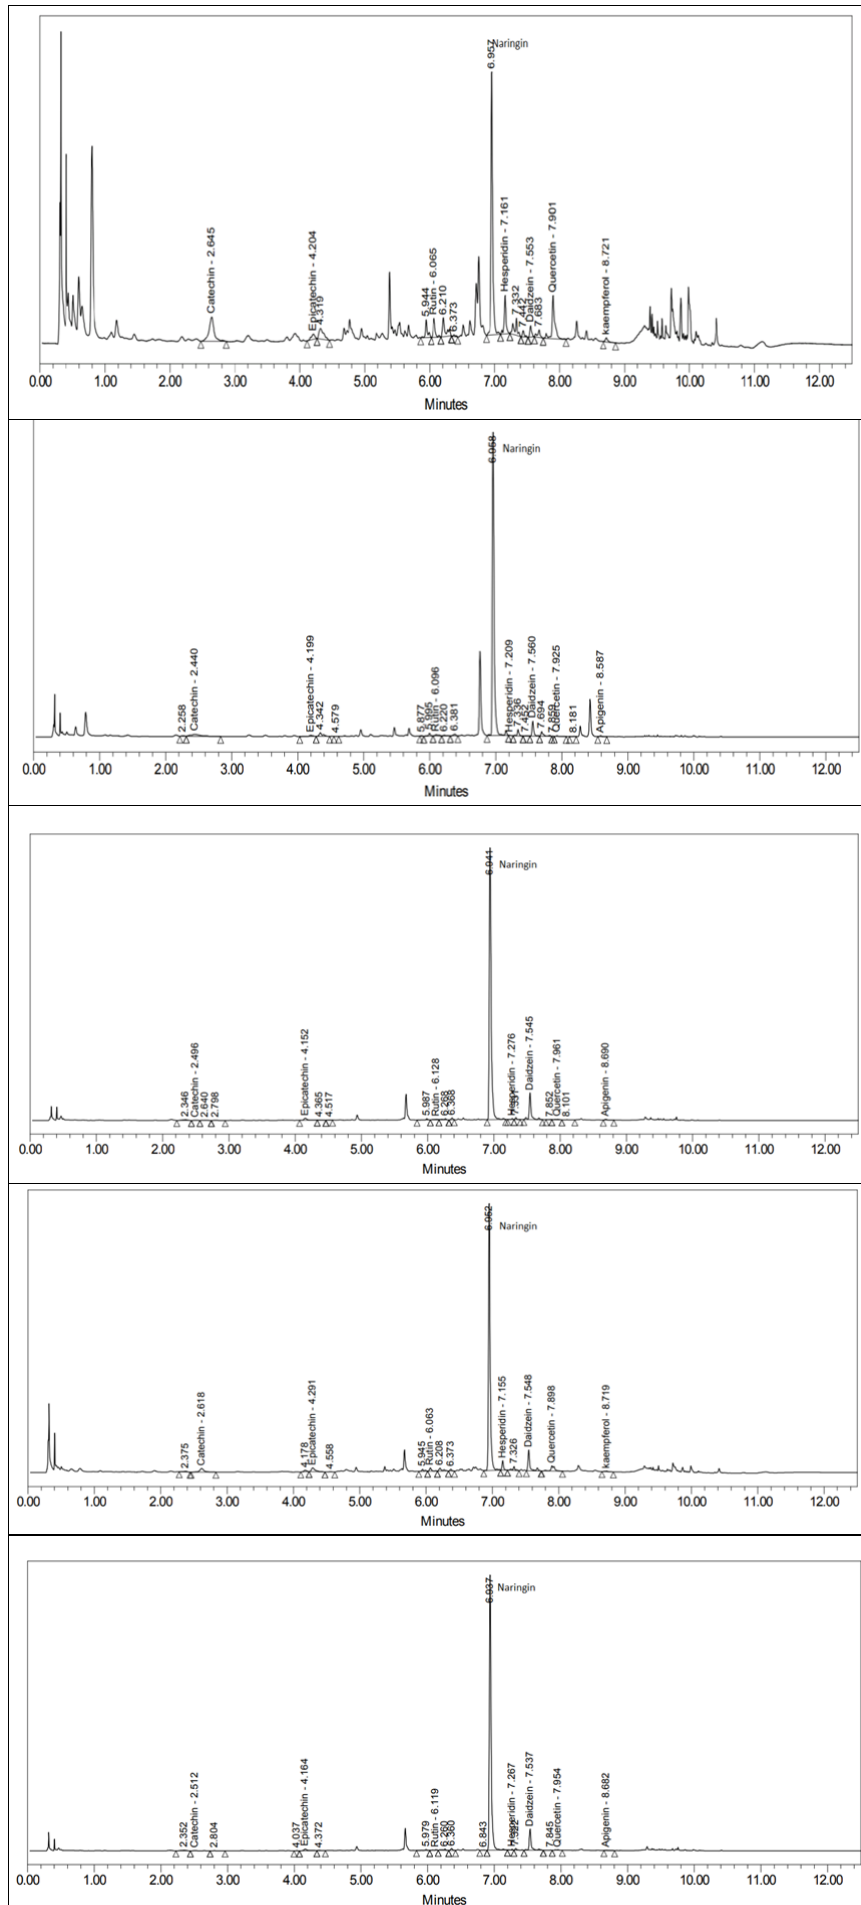 Naringin
6.957
Catechin - 2.645
Epicatechin - 4.204
4.319
5.944
Rutin - 6.065
6.210
6.373
Hesperidin - 7.161
7.332
7.442
Daidzein - 7.553
7.683
Quercetin - 7.901
kaempferol - 8.721
0.00 1.00 2.00 3.00 4.00 5.00 6.00 7.00 8.00 9.00 10.00 11.00 12.00
Minutes
6.958
Naringin
2.258
Catechin - 2.440
Epicatechin - 4.199
4.342
4.579
5.877
5.995
Rutin - 6.096
6.220
6.381
Hesperidin - 7.209
7.336
7.452
Daidzein - 7.560
7.694
7.859
Quercetin - 7.925
8.181
Apigenin - 8.587
0.00 1.00 2.00 3.00 4.00 5.00 6.00 7.00 8.00 9.00 10.00 11.00 12.00
Minutes
6.941
Naringin
2.346
Catechin - 2.496
2.640
2.798
Epicatechin - 4.152
4.365
4.517
5.987
Rutin - 6.128
6.268
6.368
Hesperidin - 7.276
Daidzein - 7.545
7.852
Quercetin - 7.961
8.101
Apigenin - 8.690
0.00 1.00 2.00 3.00 4.00 5.00 6.00 7.00 8.00 9.00 10.00 11.00 12.00
Minutes
6.952
Naringin
2.375
Catechin - 2.618
4.178
Epicatechin - 4.291
4.558
5.945
Rutin - 6.063
6.208
6.373
Hesperidin - 7.155
7.326
Daidzein - 7.548
Quercetin - 7.898
kaempferol - 8.719
0.00 1.00 2.00 3.00 4.00 5.00 6.00 7.00 8.00 9.00 10.00 11.00 12.00
Minutes
6.937
Naringin
2.352
Catechin - 2.512
2.804
4.037
Epicatechin - 4.164
4.372
5.979
Rutin - 6.119
6.260
6.360
6.843
Hesperidin - 7.267
Daidzein - 7.537
7.845
Quercetin - 7.954
Apigenin - 8.682
0.00 1.00 2.00 3.00 4.00 5.00 6.00 7.00 8.00 9.00 10.00 11.00 12.00
Minutes